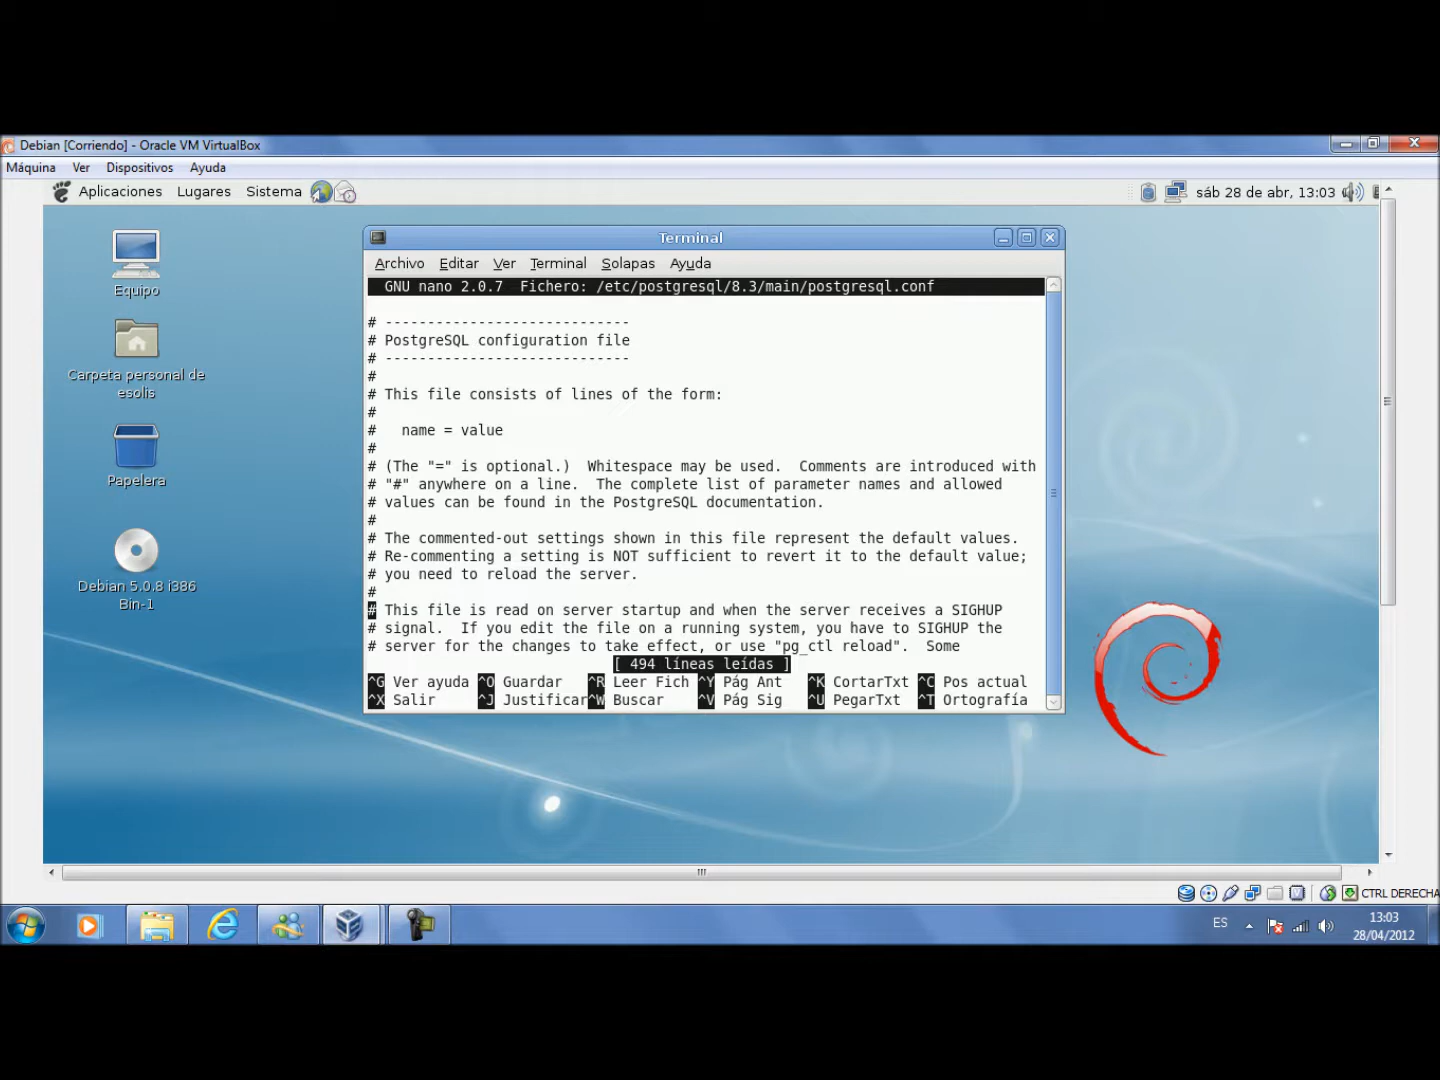 Debian [Corriendo] - Oracle VM VirtualBox
Máquina Ver Dispositivos Ayuda
Aplicaciones Lugares Sistema
sáb 28 de abr, 13:03
Equipo
Carpeta personal de
esolis
Papelera
Debian 5.0.8 i386
Bin-1
Terminal
Archivo Editar Ver Terminal Solapas Ayuda
GNU nano 2.0.7 Fichero: /etc/postgresql/8.3/main/postgresql.conf
# -----------------------------
# PostgreSQL configuration file
# -----------------------------
#
# This file consists of lines of the form:
#
#   name = value
#
# (The "=" is optional.)  Whitespace may be used.  Comments are introduced with
# "#" anywhere on a line.  The complete list of parameter names and allowed
# values can be found in the PostgreSQL documentation.
#
# The commented-out settings shown in this file represent the default values.
# Re-commenting a setting is NOT sufficient to revert it to the default value;
# you need to reload the server.
#
# This file is read on server startup and when the server receives a SIGHUP
# signal.  If you edit the file on a running system, you have to SIGHUP the
# server for the changes to take effect, or use "pg_ctl reload".  Some
[ 494 líneas leídas ]
^G Ver ayuda ^O Guardar ^R Leer Fich ^Y Pág Ant ^K CortarTxt ^C Pos actual
^X Salir ^J Justificar ^W Buscar ^V Pág Sig ^U PegarTxt ^T Ortografía
CTRL DERECHA
ES
13:03
28/04/2012